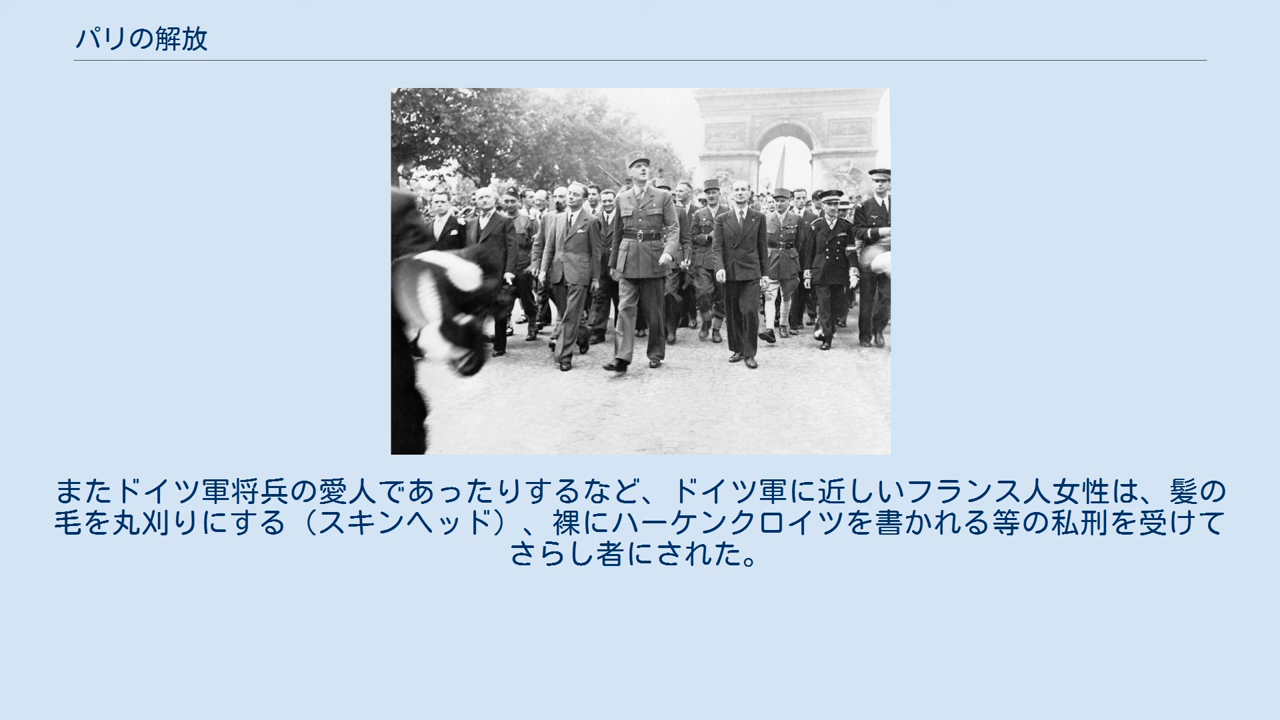 パリの解放
またドイツ軍将兵の愛人であったりするなど、ドイツ軍に近しいフランス人女性は、髪の
毛を丸刈りにする（スキンヘッド）、裸にハーケンクロイツを書かれる等の私刑を受けて
さらし者にされた。